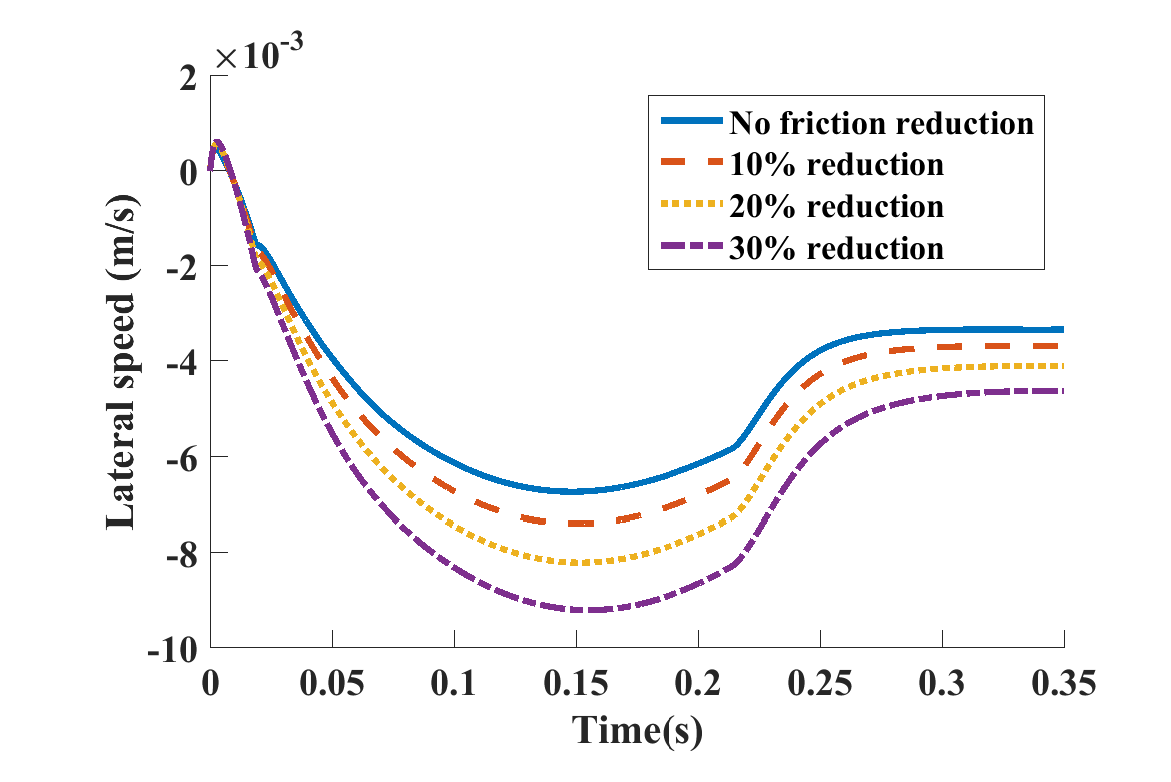 ×10-3
2
0
-2
-4
-6
-8
-10
Lateral speed (m/s)
No friction reduction
10% reduction
20% reduction
30% reduction
0 0.05 0.1 0.15 0.2 0.25 0.3 0.35
Time(s)